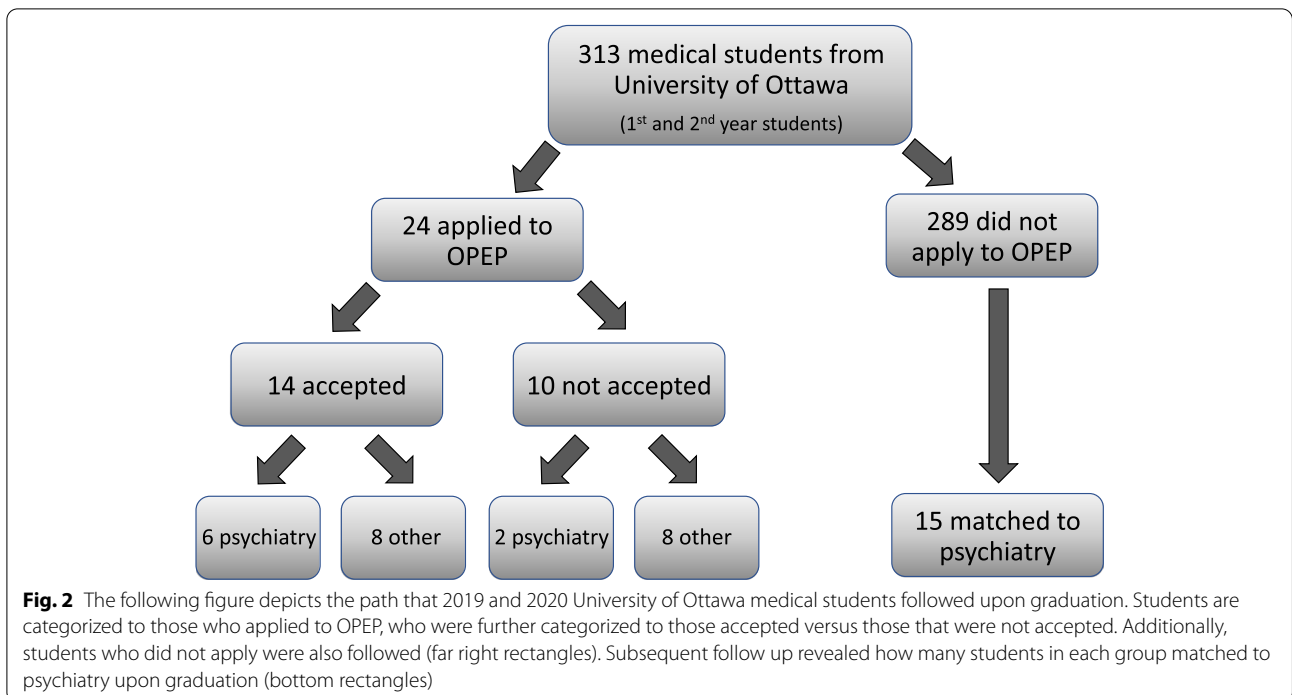 313 medical students from
University of Ottawa
(1st and 2nd year students)
24 applied to
OPEP
289 did not
apply to OPEP
14 accepted
10 not accepted
6 psychiatry
8 other
2 psychiatry
8 other
15 matched to
psychiatry
Fig. 2 The following figure depicts the path that 2019 and 2020 University of Ottawa medical students followed upon graduation. Students are
categorized to those who applied to OPEP, who were further categorized to those accepted versus those that were not accepted. Additionally,
students who did not apply were also followed (far right rectangles). Subsequent follow up revealed how many students in each group matched to
psychiatry upon graduation (bottom rectangles)